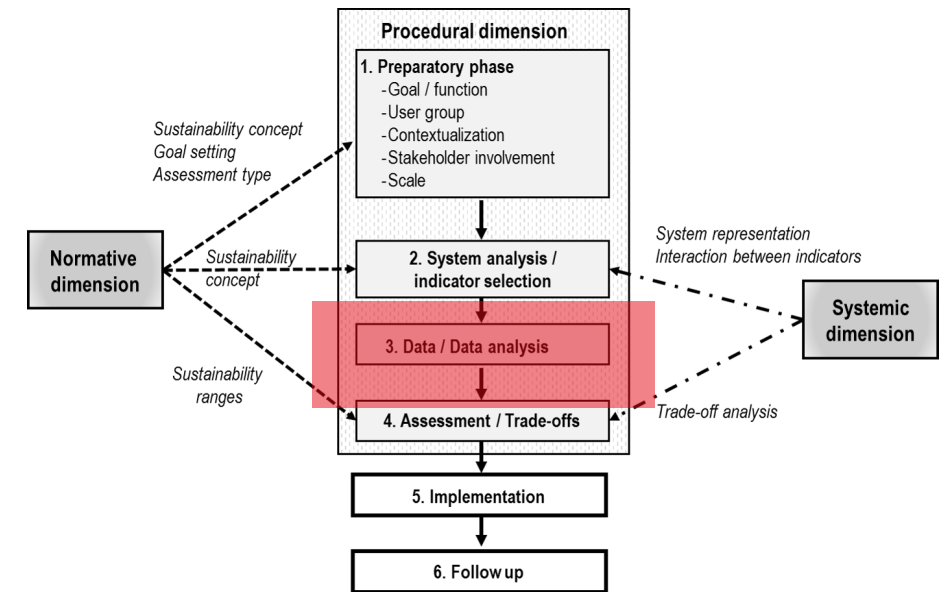 Procedural dimension
1. Preparatory phase
-Goal / function
-User group
-Contextualization
-Stakeholder involvement
-Scale
Sustainability concept
Goal setting
Assessment type
Normative
dimension
Sustainability
concept
2. System analysis /
indicator selection
System representation
Interaction between indicators
Systemic
dimension
3. Data / Data analysis
Sustainability
ranges
4. Assessment / Trade-offs
Trade-off analysis
5. Implementation
6. Follow up